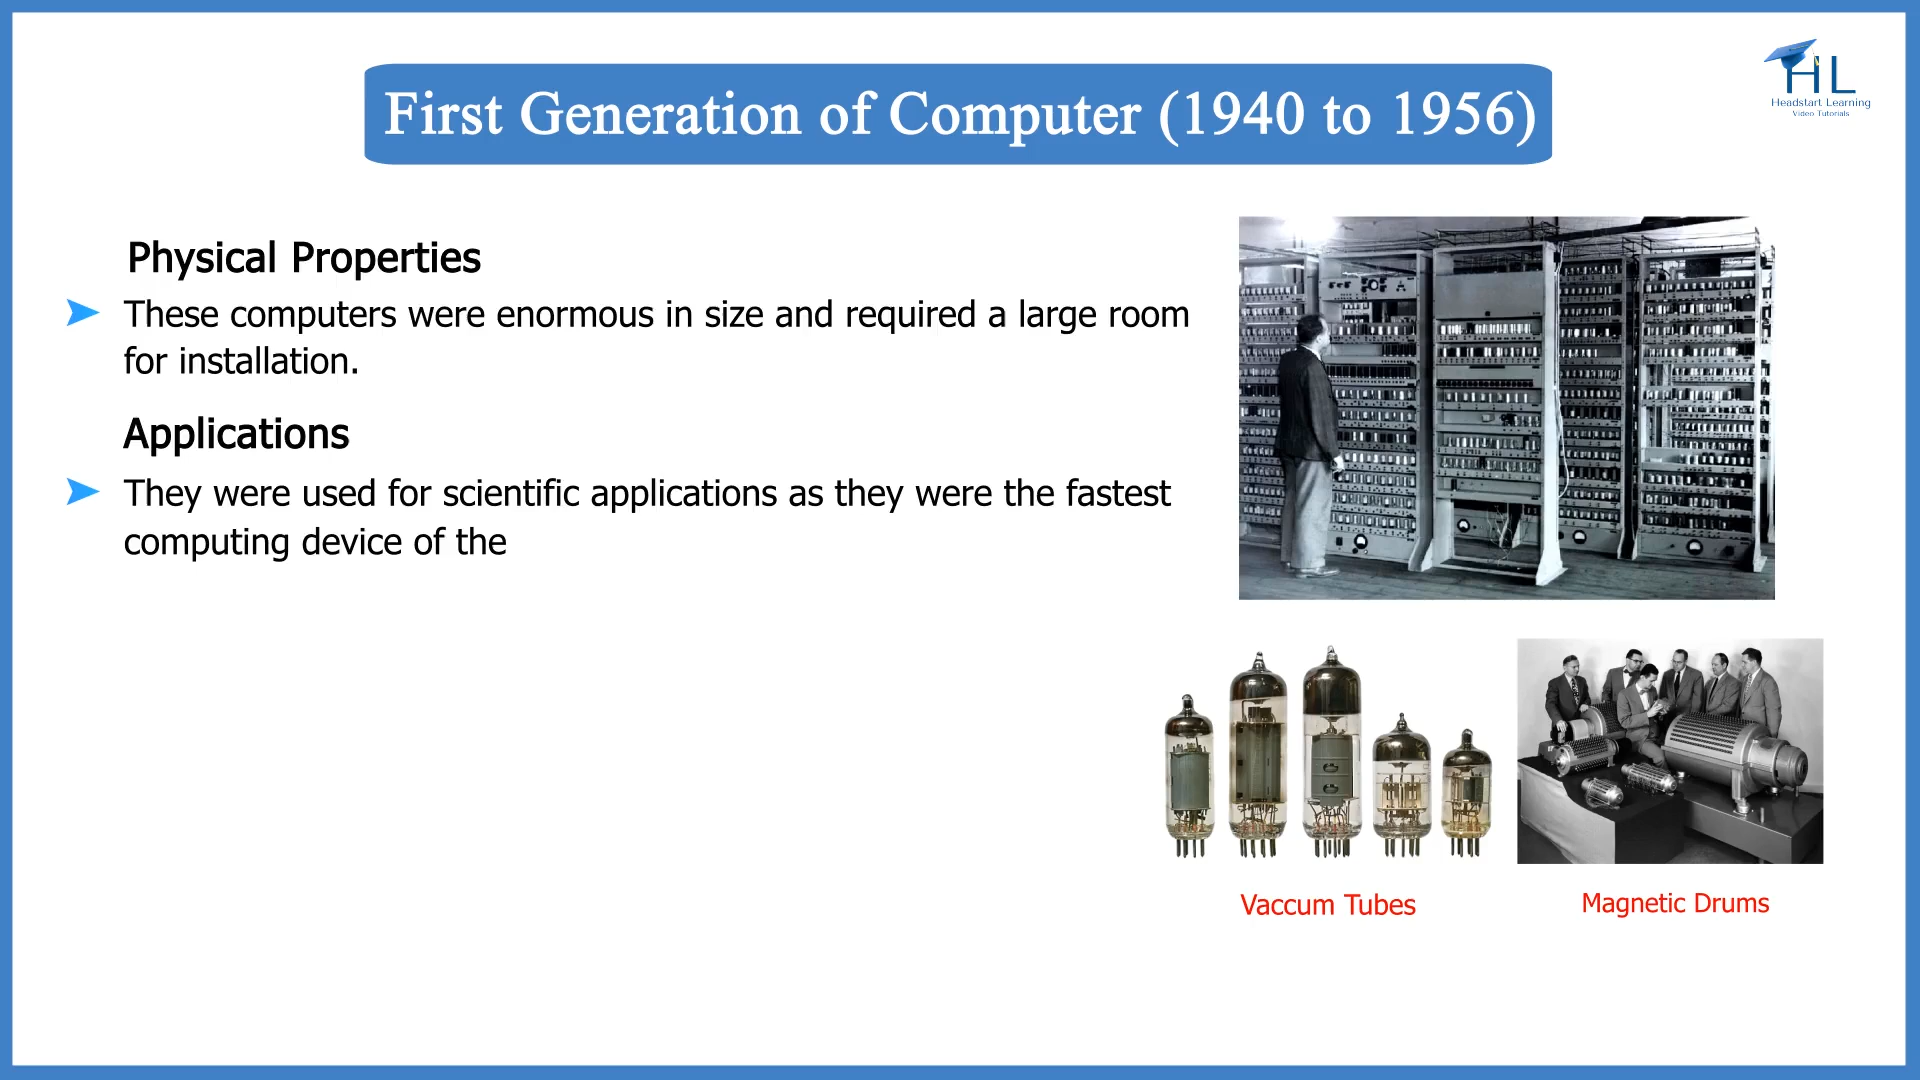 HL
Headstart Learning
Video Tutorials
First Generation of Computer (1940 to 1956)
Physical Properties
These computers were enormous in size and required a large room
for installation.
Applications
They were used for scientific applications as they were the fastest
computing device of the
Vaccum Tubes
Magnetic Drums